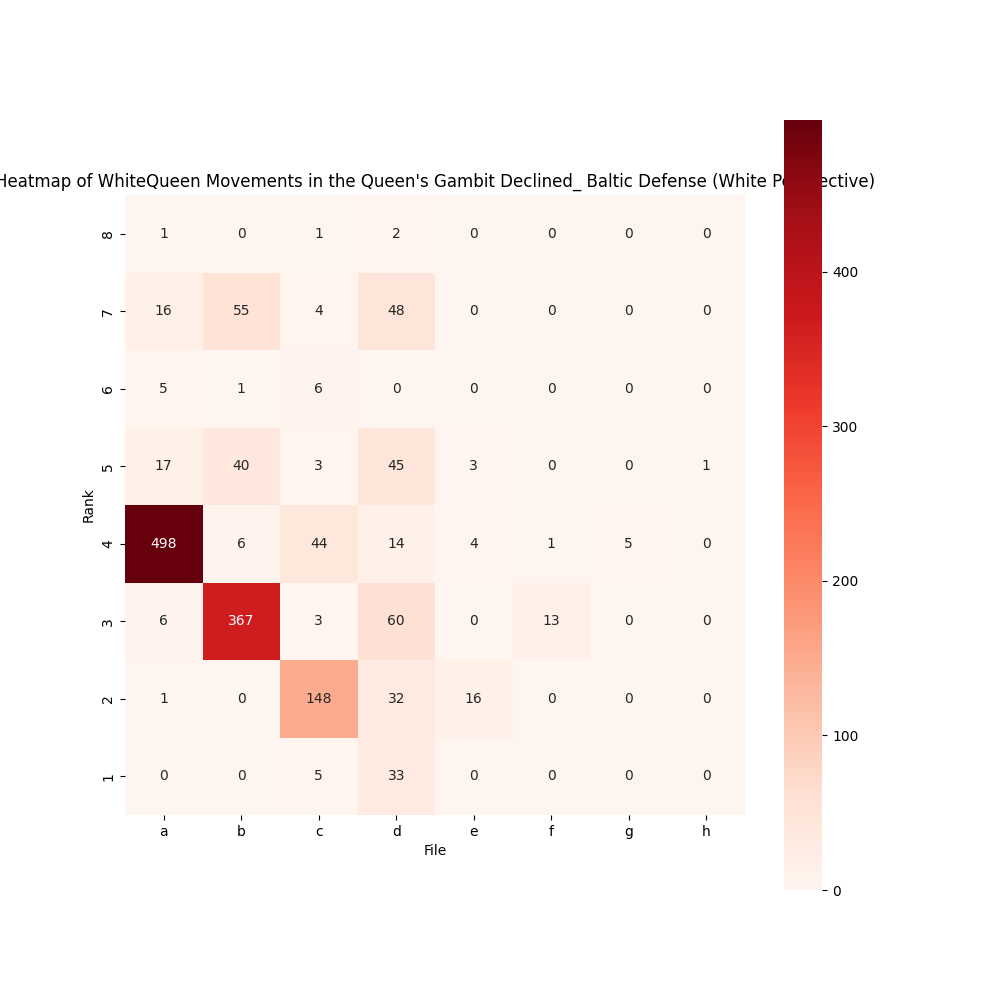 Heatmap of WhiteQueen Movements in the Queen's Gambit Declined_ Baltic Defense (White P ective)
8 1 0 1 2 0 0 0 0
7 16 55 4 48 0 0 0 0
6 5 1 6 0 0 0 0 0
5 17 40 3 45 3 0 0 1
4 498 6 44 14 4 1 5 0
3 6 367 3 60 0 13 0 0
2 1 0 148 32 16 0 0 0
1 0 0 5 33 0 0 0 0
a b c d e f g h
File
Rank
400
300
200
100
0